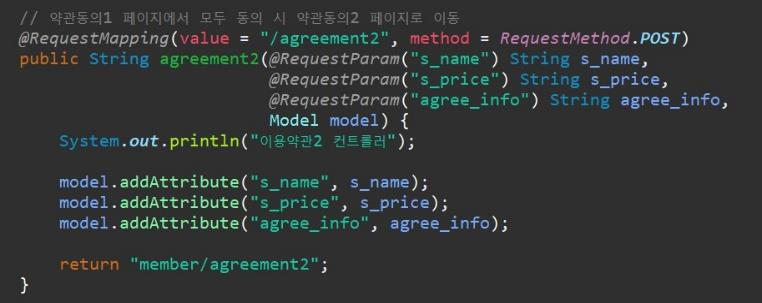 // 약관동의1 페이지에서 모두 동의 시 약관동의2 페이지로 이동
@RequestMapping(value = "/agreement2", method = RequestMethod.POST)
public String agreement2(@RequestParam("s_name") String s_name,
@RequestParam("s_price") String s_price,
@RequestParam("agree_info") String agree_info,
Model model) {
System.out.println("이용약관2 컨트롤러");
model.addAttribute("s_name", s_name);
model.addAttribute("s_price", s_price);
model.addAttribute("agree_info", agree_info);
return "member/agreement2";
}